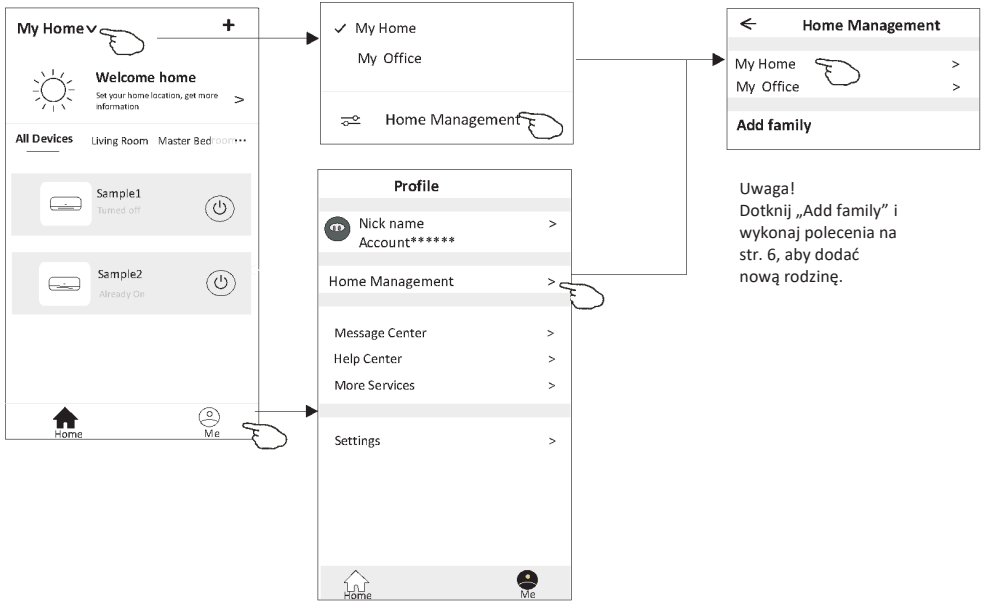 My Home
+
Welcome home
Set your home location, get more
information
>
All Devices
Living Room
Master Bedroom
Sample1
Turned off
Sample2
Already On
Home
Me
✓ My Home
My Office
Home Management
Profile
Nick name >
Account******
Home Management >
Message Center >
Help Center >
More Services >
Settings >
Home
Me
Home Management
My Home >
My Office >
Add family
Uwaga!
Dotknij „Add family” i
wykonaj polecenia na
str. 6, aby dodać
nową rodzinę.